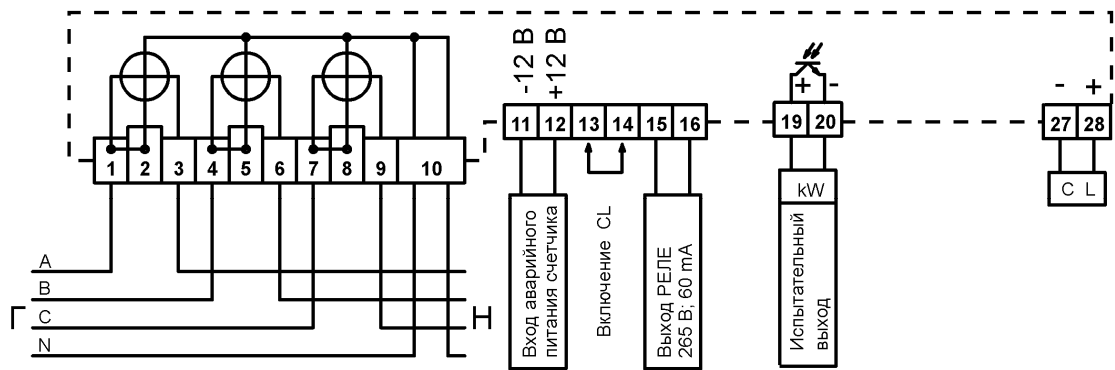 -12 В
+12 В
+ -
- +
1 2 3 4 5 6 7 8 9 10
11 12 13 14 15 16
19 20
27 28
A
B
C
N
Г
Н
Вход аварийного
питания счетчика
Включение CL
Выход РЕЛЕ
265 В; 60 mA
kW
Испытательный
выход
C L